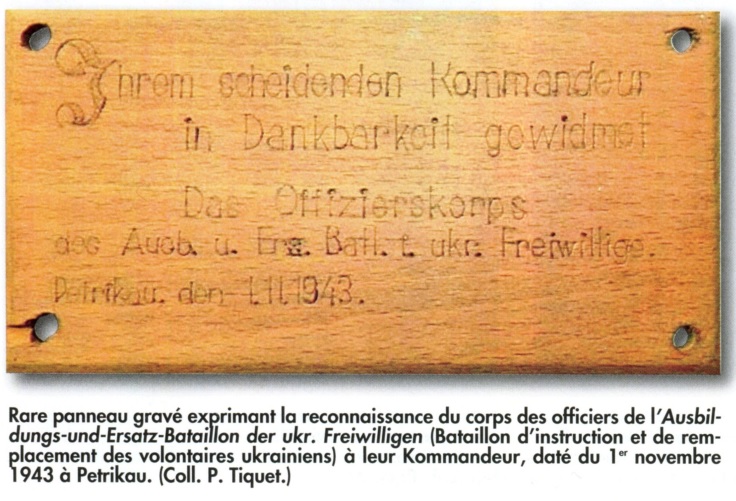 Ihrem scheidenden Kommandeur
in Dankbarkeit gewidmet
Das Offizierskorps
des Ausb. u. Ers. Batl. f. ukr. Freiwillige.
Petrikau. den 1.11.1943.
Rare panneau gravé exprimant la reconnaissance du corps des officiers de l'Ausbil-
dungs-und-Ersatz-Bataillon der ukr. Freiwilligen (Bataillon d'instruction et de rem-
placement des volontaires ukrainiens) à leur Kommandeur, daté du 1er novembre
1943 à Petrikau. (Coll. P. Tiquet.)